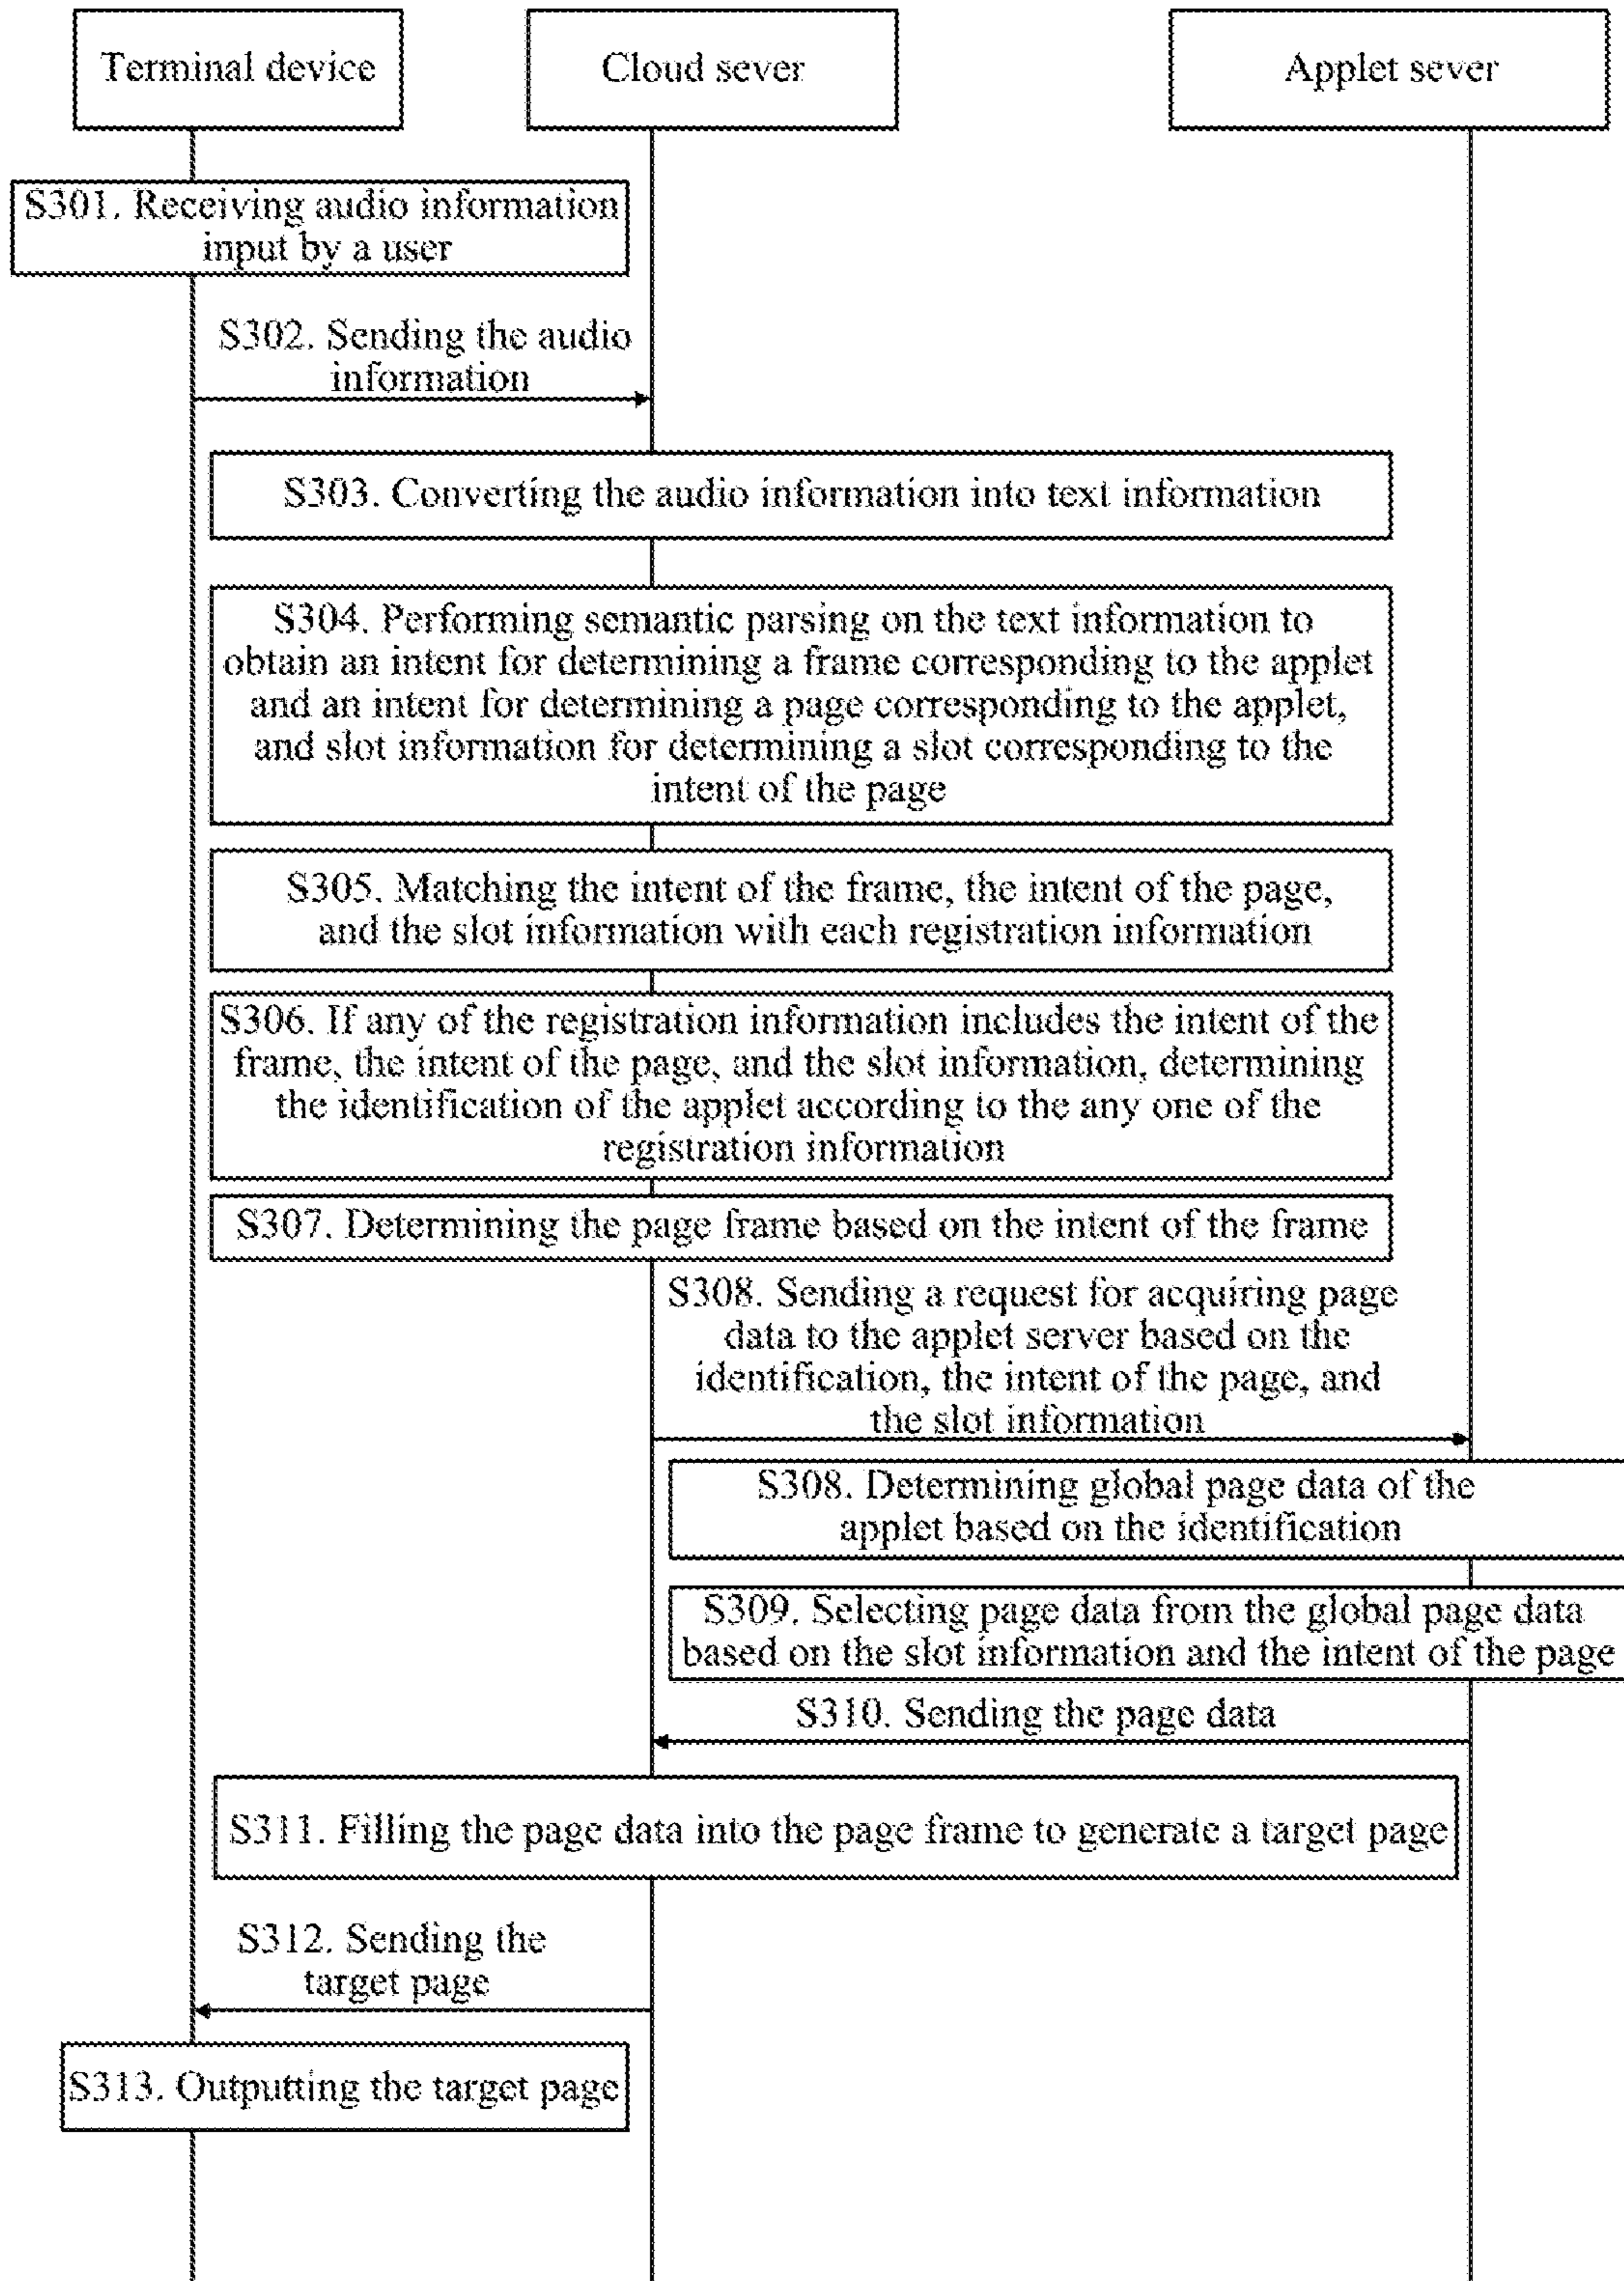 Terminal device
Cloud sever
Applet sever
S301. Receiving audio information
input by a user
S302. Sending the audio
information
S303. Converting the audio information into text information
S304. Performing semantic parsing on the text information to
obtain an intent for determining a frame corresponding to the applet
and an intent for determining a page corresponding to the applet,
and slot information for determining a slot corresponding to the
intent of the page
S305. Matching the intent of the frame, the intent of the page,
and the slot information with each registration information
S306. If any of the registration information includes the intent of the
frame, the intent of the page, and the slot information, determining
the identification of the applet according to the any one of the
registration information
S307. Determining the page frame based on the intent of the frame
S308. Sending a request for acquiring page
data to the applet server based on the
identification, the intent of the page, and
the slot information
S308. Determining global page data of the
applet based on the identification
S309. Selecting page data from the global page data
based on the slot information and the intent of the page
S310. Sending the page data
S311. Filling the page data into the page frame to generate a target page
S312. Sending the
target page
S313. Outputting the target page